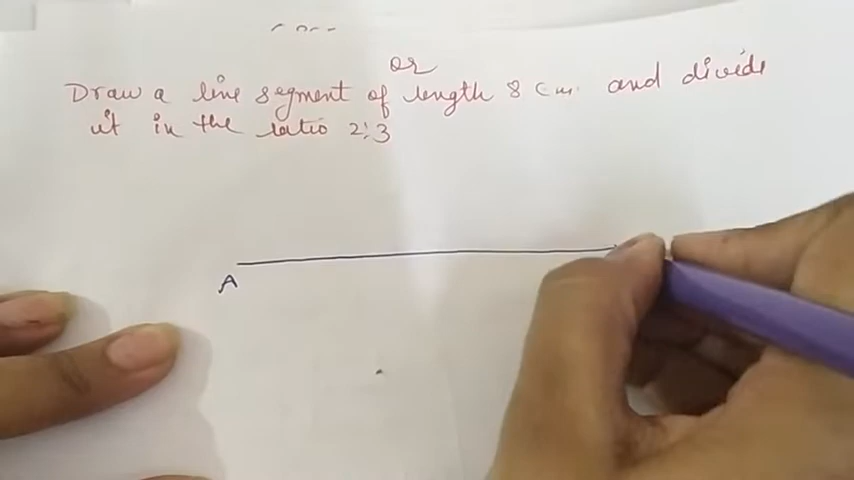 or
Draw a line segment of length 8 cm. and divide
it in the ratio 2:3
A